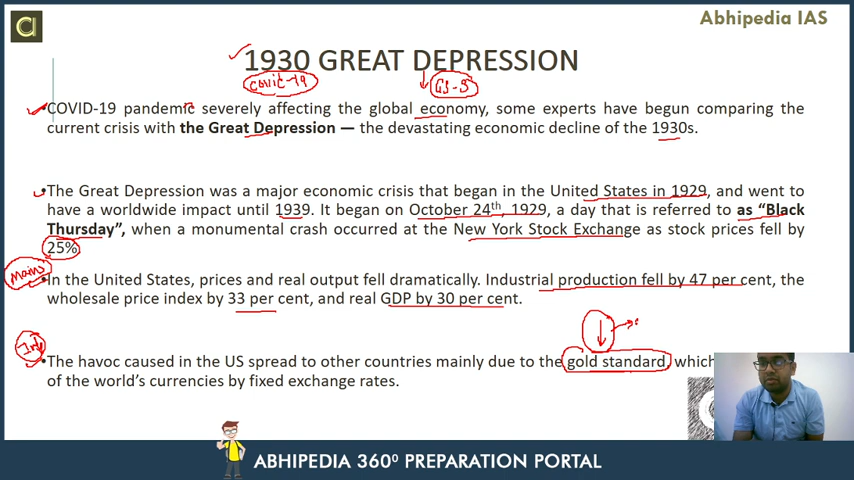 Abhipedia IAS
1930 GREAT DEPRESSION
Covid-19
GS-3
COVID-19 pandemic severely affecting the global economy, some experts have begun comparing the
current crisis with the Great Depression — the devastating economic decline of the 1930s.
•The Great Depression was a major economic crisis that began in the United States in 1929, and went to
have a worldwide impact until 1939. It began on October 24th, 1929, a day that is referred to as “Black
Thursday”, when a monumental crash occurred at the New York Stock Exchange as stock prices fell by
25%
Mains
•In the United States, prices and real output fell dramatically. Industrial production fell by 47 per cent, the
wholesale price index by 33 per cent, and real GDP by 30 per cent.
•The havoc caused in the US spread to other countries mainly due to the gold standard, which
of the world’s currencies by fixed exchange rates.
ABHIPEDIA 360⁰ PREPARATION PORTAL